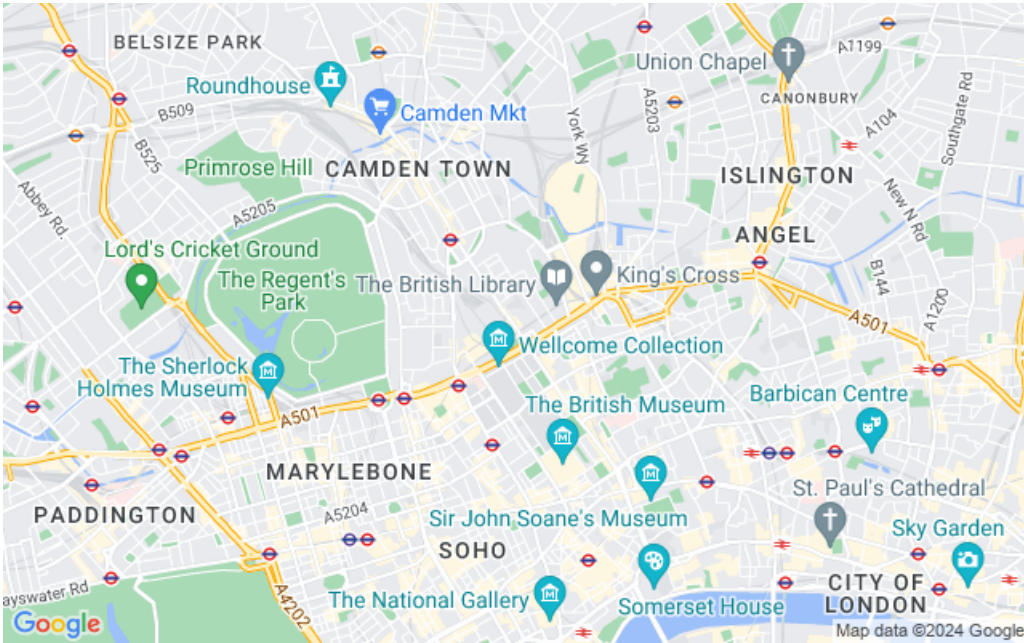 BELSIZE PARK
A1199
Union Chapel
Roundhouse
CANONBURY
B509
Camden Mkt
A5203
A104
Southgate Rd
York Wy
B525
Primrose Hill
CAMDEN TOWN
ISLINGTON
Abbey Rd.
New N Rd
A5205
ANGEL
Lord's Cricket Ground
The Regent's
Park
The British Library
King's Cross
B144
A1200
A501
The Sherlock
Holmes Museum
Wellcome Collection
Barbican Centre
A501
The British Museum
MARYLEBONE
St. Paul's Cathedral
PADDINGTON
A5204
Sir John Soane's Museum
Sky Garden
SOHO
CITY OF
LONDON
ayswater Rd
A4202
The National Gallery
Somerset House
Google
Map data ©2024 Google